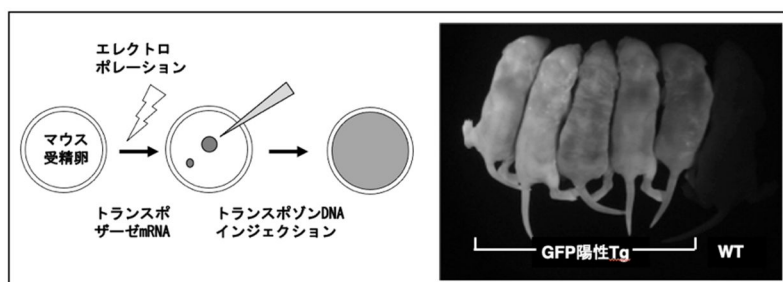 エレクトロ
ポレーション
マウス
受精卵
トランスポ
ザーゼmRNA
トランスポゾンDNA
インジェクション
GFP陽性Tg
WT